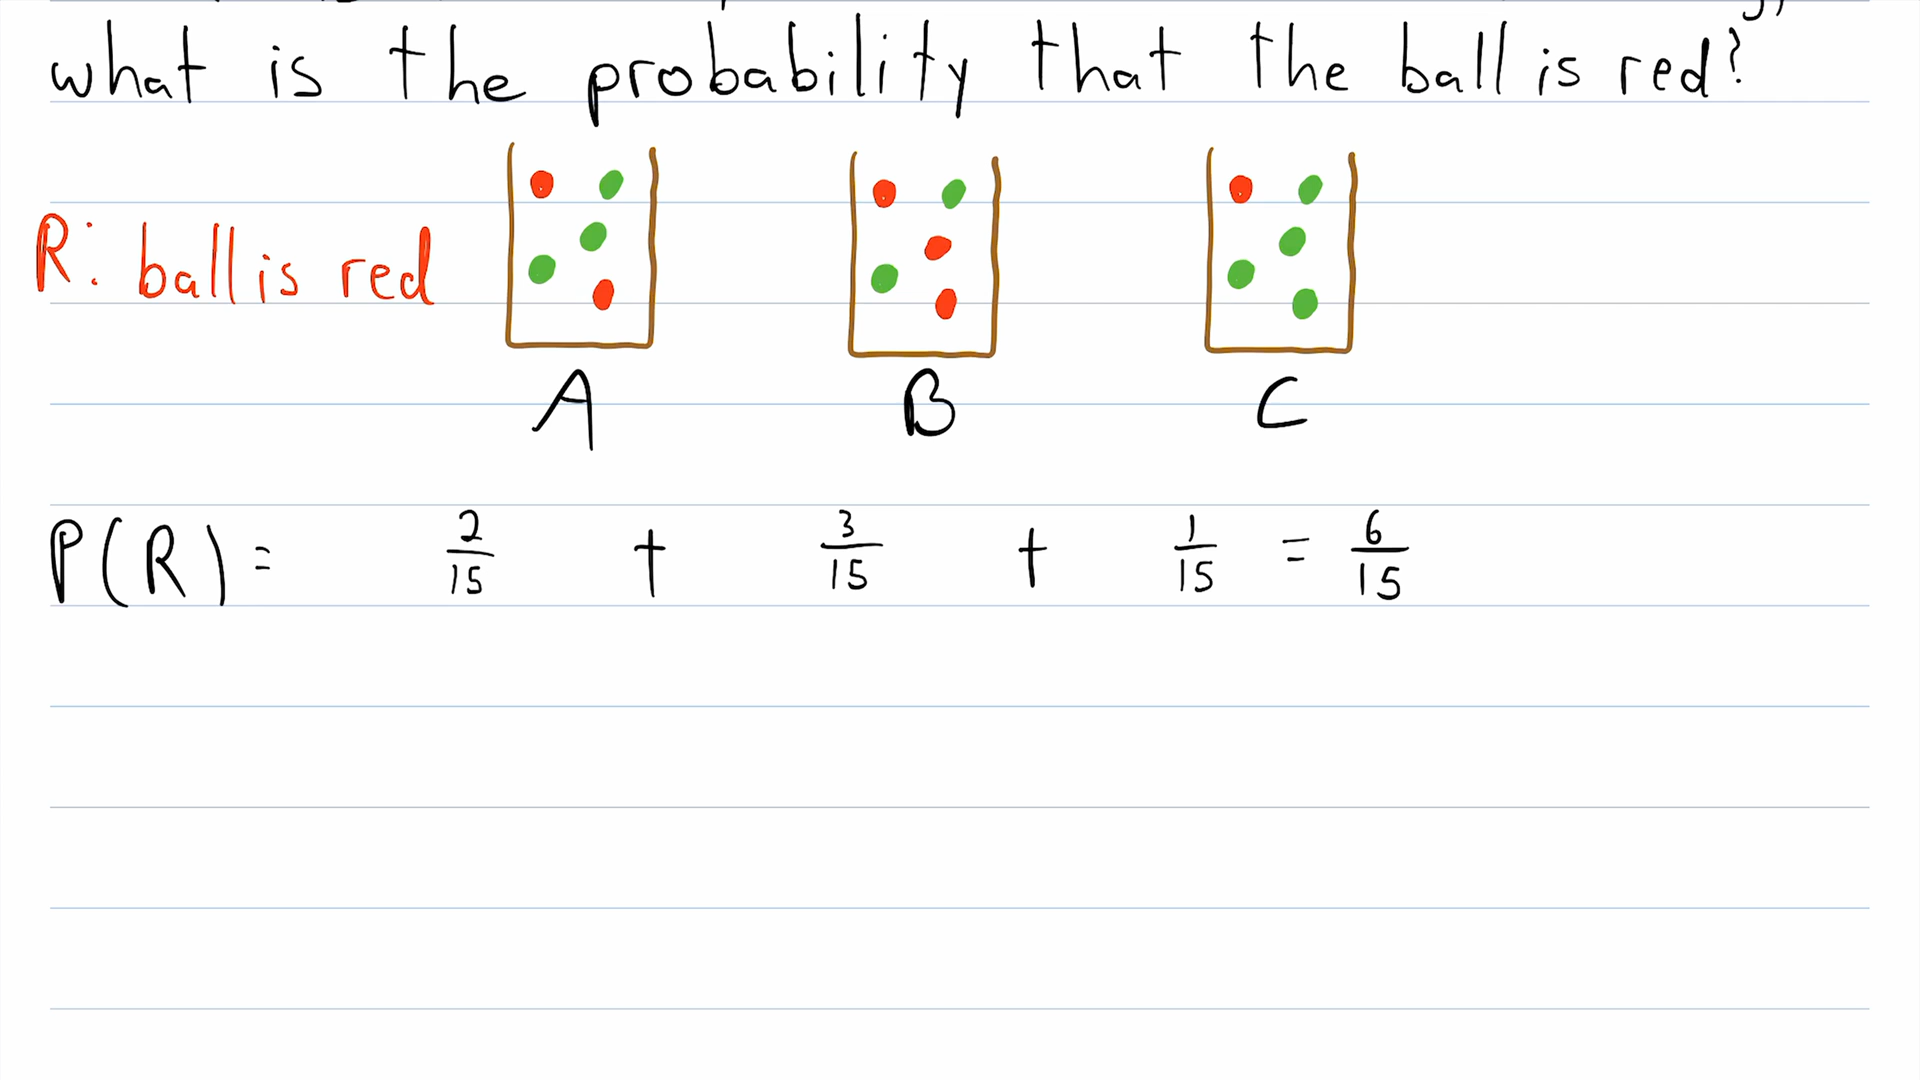 what is the probability that the ball is red?
R: ball is red
A B C
P(R) = 2/15 + 3/15 + 1/15 = 6/15